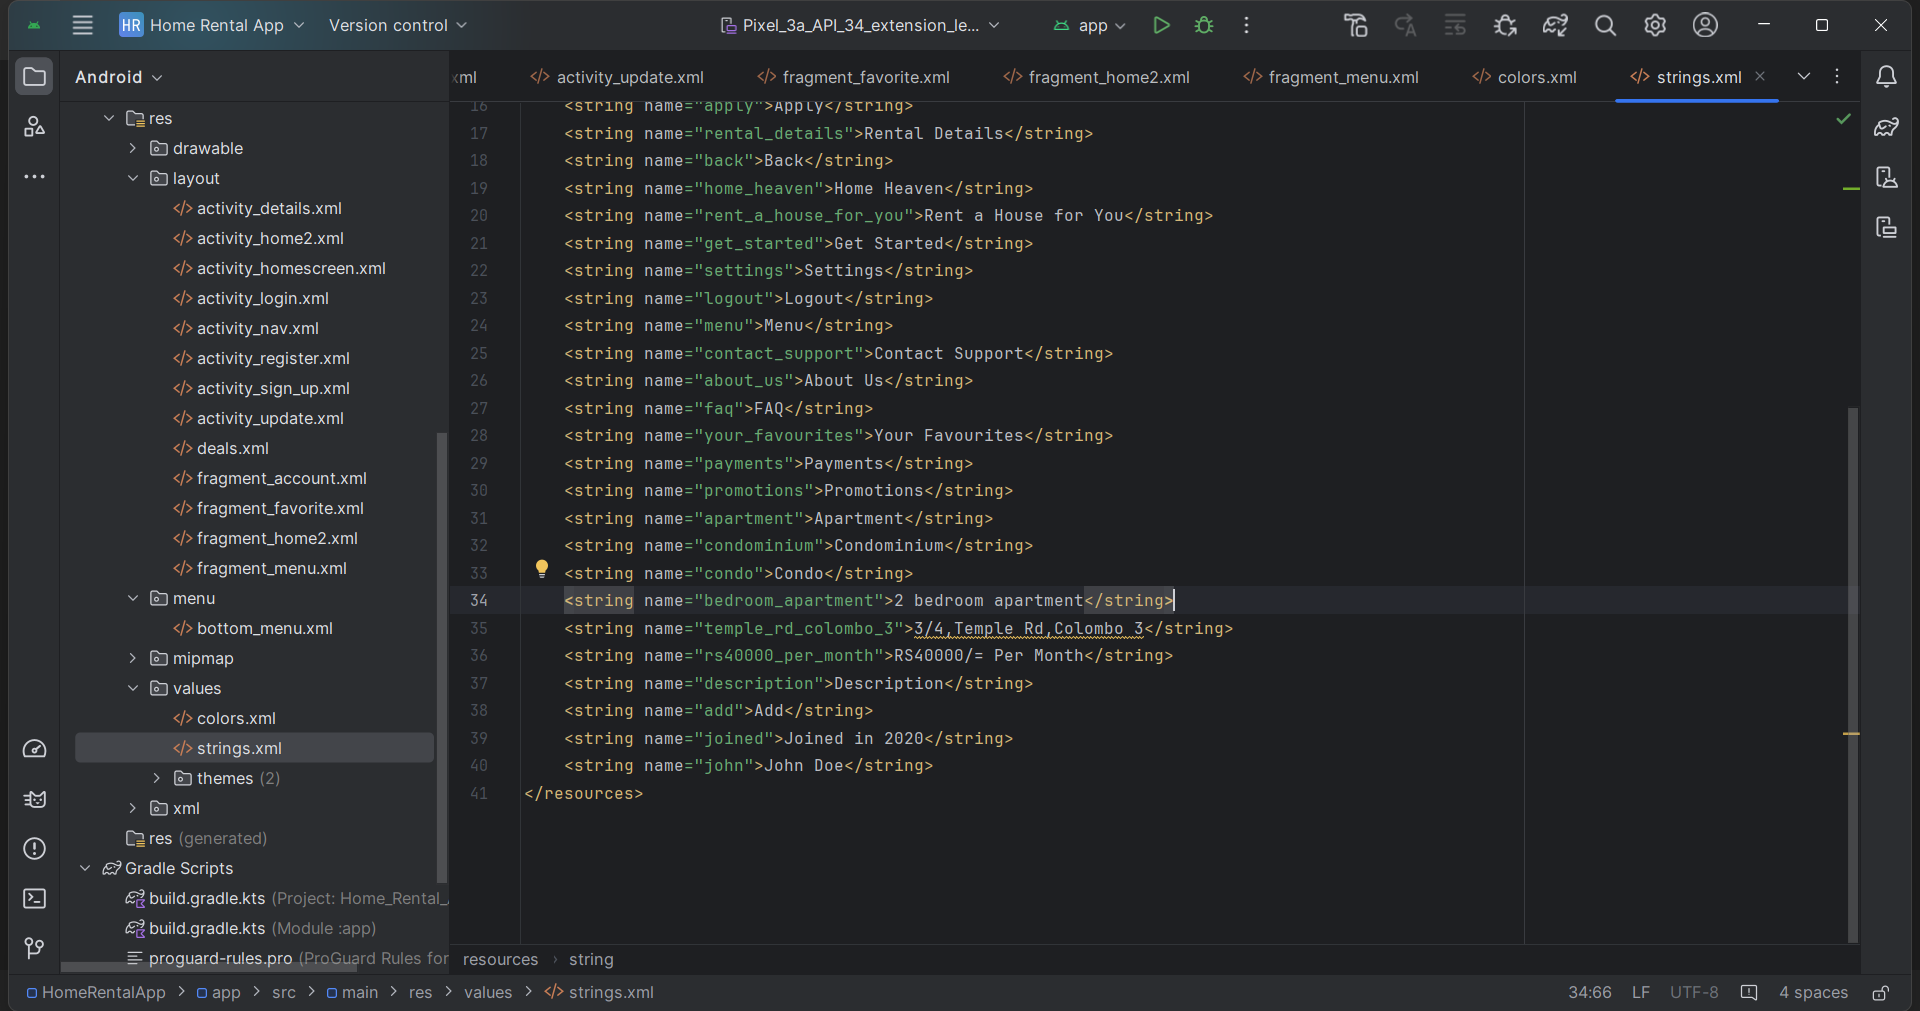 HR Home Rental App
Version control
Pixel_3a_API_34_extension_le...
app
Android
xml
activity_update.xml
fragment_favorite.xml
fragment_home2.xml
fragment_menu.xml
colors.xml
strings.xml
res
drawable
layout
activity_details.xml
activity_home2.xml
activity_homescreen.xml
activity_login.xml
activity_nav.xml
activity_register.xml
activity_sign_up.xml
activity_update.xml
deals.xml
fragment_account.xml
fragment_favorite.xml
fragment_home2.xml
fragment_menu.xml
menu
bottom_menu.xml
mipmap
values
colors.xml
strings.xml
themes (2)
xml
res (generated)
Gradle Scripts
build.gradle.kts (Project: Home_Rental_
build.gradle.kts (Module :app)
proguard-rules.pro (ProGuard Rules for
16 <string name="apply">Apply</string>
17 <string name="rental_details">Rental Details</string>
18 <string name="back">Back</string>
19 <string name="home_heaven">Home Heaven</string>
20 <string name="rent_a_house_for_you">Rent a House for You</string>
21 <string name="get_started">Get Started</string>
22 <string name="settings">Settings</string>
23 <string name="logout">Logout</string>
24 <string name="menu">Menu</string>
25 <string name="contact_support">Contact Support</string>
26 <string name="about_us">About Us</string>
27 <string name="faq">FAQ</string>
28 <string name="your_favourites">Your Favourites</string>
29 <string name="payments">Payments</string>
30 <string name="promotions">Promotions</string>
31 <string name="apartment">Apartment</string>
32 <string name="condominium">Condominium</string>
33 <string name="condo">Condo</string>
34 <string name="bedroom_apartment">2 bedroom apartment</string>
35 <string name="temple_rd_colombo_3">3/4,Temple Rd,Colombo 3</string>
36 <string name="rs40000_per_month">RS40000/= Per Month</string>
37 <string name="description">Description</string>
38 <string name="add">Add</string>
39 <string name="joined">Joined in 2020</string>
40 <string name="john">John Doe</string>
41 </resources>
resources › string
HomeRentalApp > app > src > main > res > values > strings.xml
34:66 LF UTF-8 4 spaces